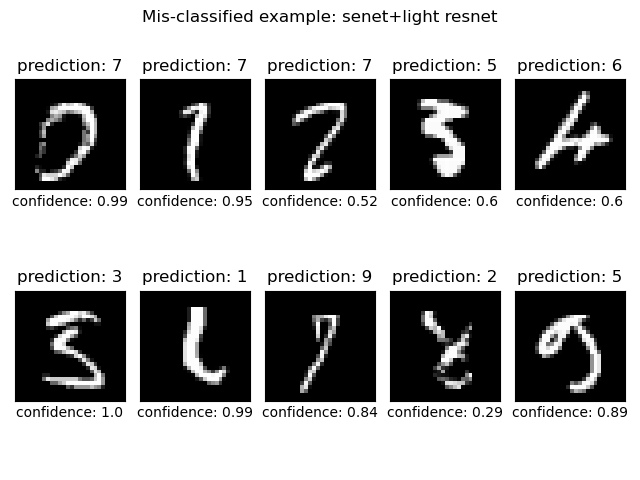 Mis-classified example: senet+light resnet
prediction: 7 prediction: 7 prediction: 7 prediction: 5 prediction: 6
confidence: 0.99 confidence: 0.95 confidence: 0.52 confidence: 0.6 confidence: 0.6
prediction: 3 prediction: 1 prediction: 9 prediction: 2 prediction: 5
confidence: 1.0 confidence: 0.99 confidence: 0.84 confidence: 0.29 confidence: 0.89